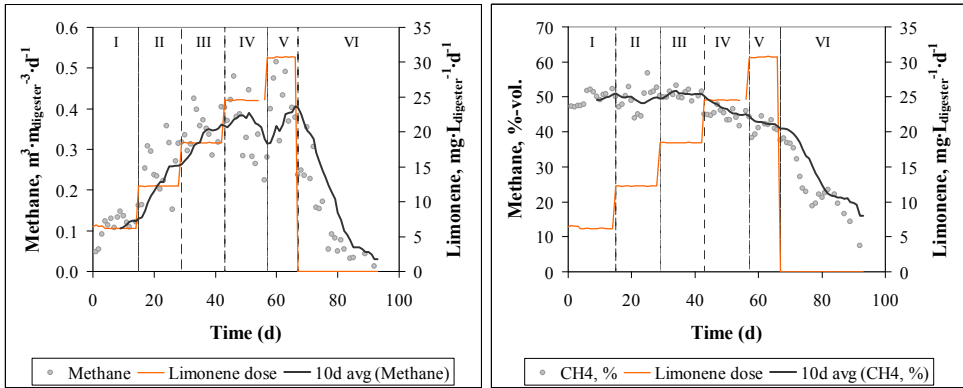 I II III IV V VI
0.6
0.5
0.4
0.3
0.2
0.1
0.0
Methane, m³·m_digester⁻³·d⁻¹
35
30
25
20
15
10
5
0
Limonene, mg·L_digester⁻¹·d⁻¹
0 20 40 60 80 100
Time (d)
Methane Limonene dose 10d avg (Methane)
I II III IV V VI
70
60
50
40
30
20
10
0
Methane, %-vol.
35
30
25
20
15
10
5
0
Limonene, mg·L_digester⁻¹·d⁻¹
0 20 40 60 80 100
Time (d)
CH4, % Limonene dose 10d avg (CH4, %)